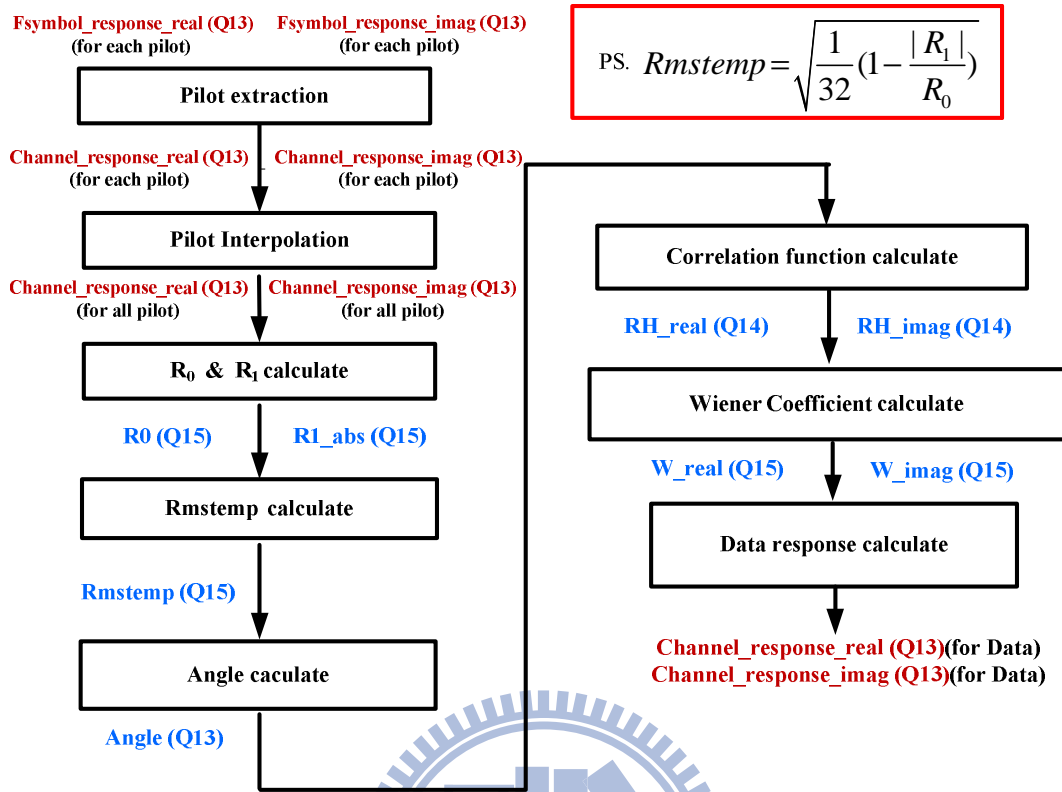 Fsymbol_response_real (Q13)
(for each pilot)
Fsymbol_response_imag (Q13)
(for each pilot)
Pilot extraction
Channel_response_real (Q13)
(for each pilot)
Channel_response_imag (Q13)
(for each pilot)
Pilot Interpolation
Channel_response_real (Q13)
(for all pilot)
Channel_response_imag (Q13)
(for all pilot)
R₀ & R₁ calculate
R0 (Q15)
R1_abs (Q15)
Rmstemp calculate
Rmstemp (Q15)
Angle caculate
Angle (Q13)
PS. Rmstemp = √(1/32 (1 − |R₁|/R₀))
Correlation function calculate
RH_real (Q14)
RH_imag (Q14)
Wiener Coefficient calculate
W_real (Q15)
W_imag (Q15)
Data response calculate
Channel_response_real (Q13)(for Data)
Channel_response_imag (Q13)(for Data)